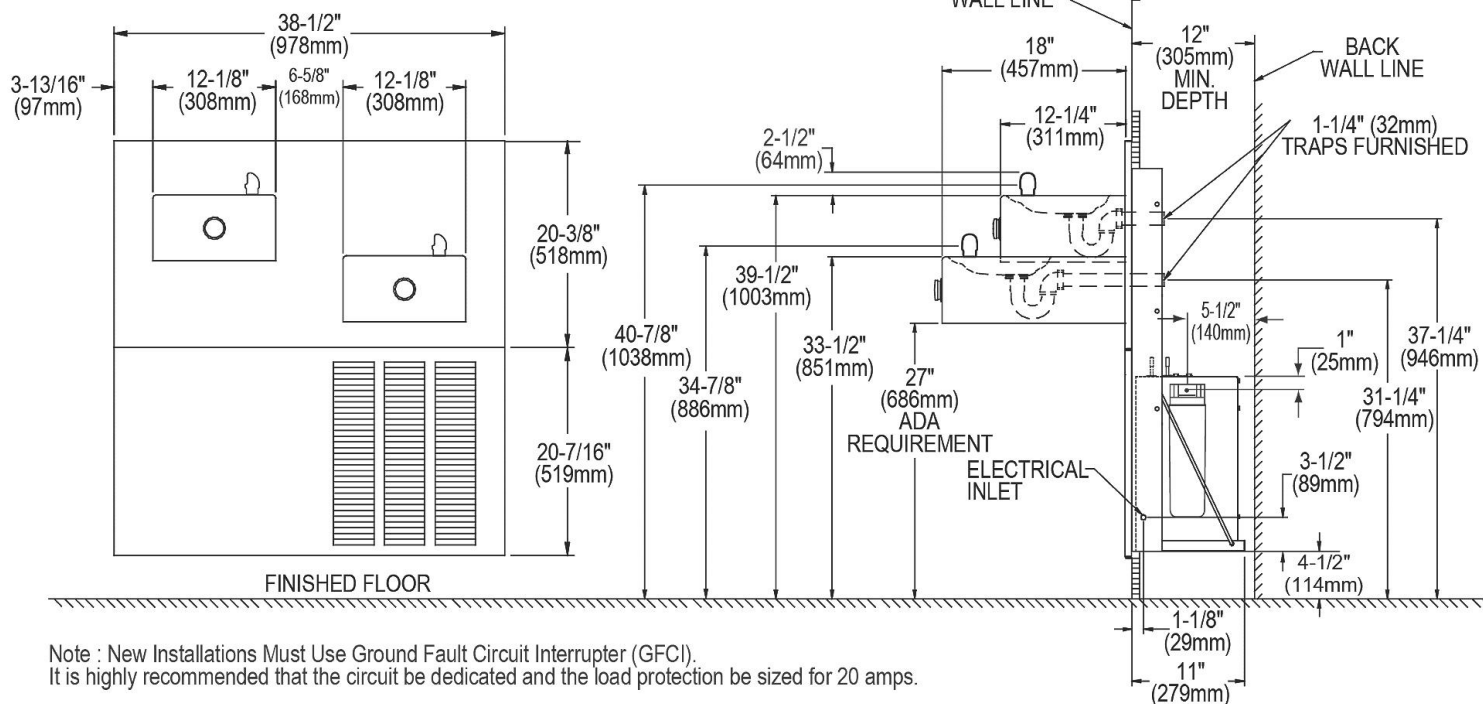 38-1/2"
(978mm)
3-13/16"
(97mm)
12-1/8"
(308mm)
6-5/8"
(168mm)
12-1/8"
(308mm)
20-3/8"
(518mm)
20-7/16"
(519mm)
FINISHED FLOOR
WALL LINE
18"
(457mm)
12"
(305mm)
MIN.
DEPTH
BACK
WALL LINE
12-1/4"
(311mm)
2-1/2"
(64mm)
1-1/4" (32mm)
TRAPS FURNISHED
39-1/2"
(1003mm)
40-7/8"
(1038mm)
34-7/8"
(886mm)
33-1/2"
(851mm)
27"
(686mm)
ADA
REQUIREMENT
5-1/2"
(140mm)
1"
(25mm)
37-1/4"
(946mm)
31-1/4"
(794mm)
ELECTRICAL
INLET
3-1/2"
(89mm)
4-1/2"
(114mm)
1-1/8"
(29mm)
11"
(279mm)
Note : New Installations Must Use Ground Fault Circuit Interrupter (GFCI).
It is highly recommended that the circuit be dedicated and the load protection be sized for 20 amps.